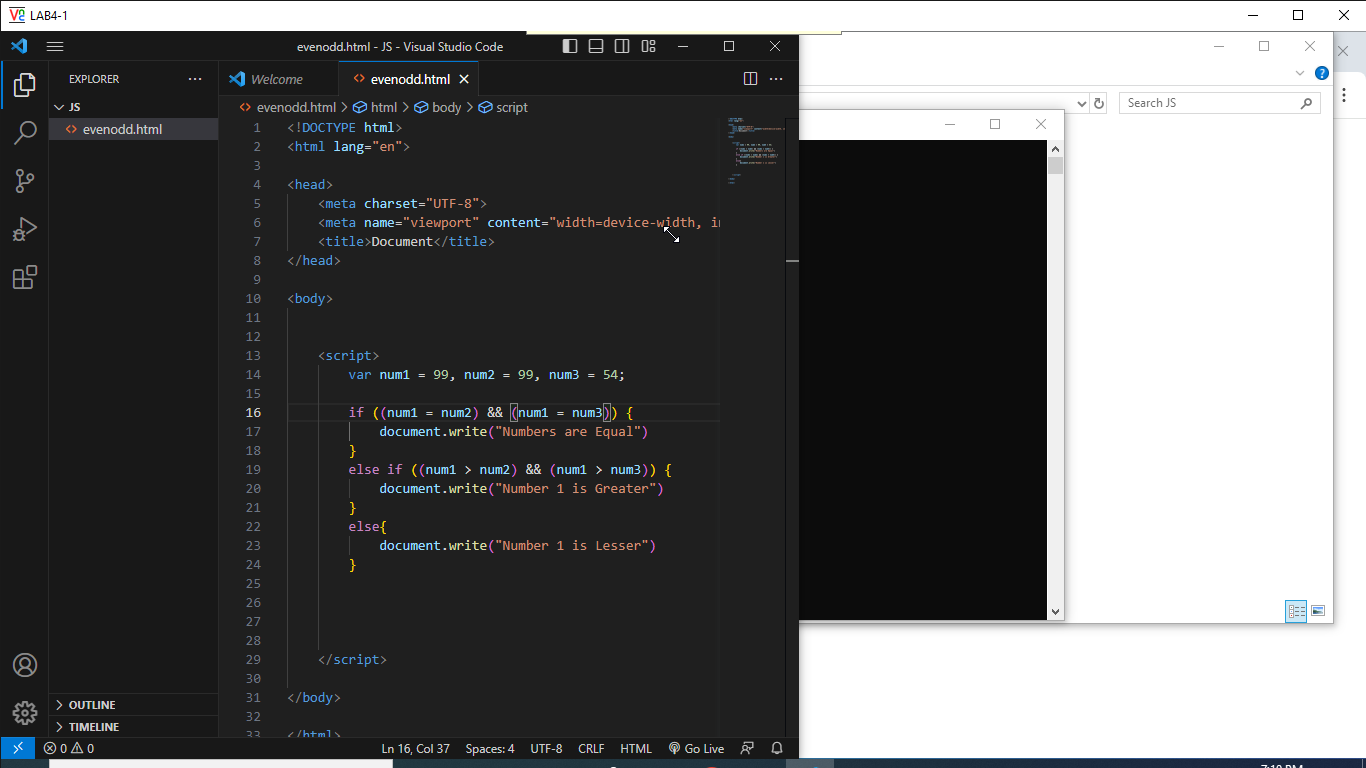 LAB4-1
evenodd.html - JS - Visual Studio Code
EXPLORER
JS
evenodd.html
OUTLINE
TIMELINE
Welcome
evenodd.html
evenodd.html > html > body > script
1 <!DOCTYPE html>
2 <html lang="en">
3
4 <head>
5 <meta charset="UTF-8">
6 <meta name="viewport" content="width=device-width, in
7 <title>Document</title>
8 </head>
9
10 <body>
11
12
13 <script>
14 var num1 = 99, num2 = 99, num3 = 54;
15
16 if ((num1 = num2) && (num1 = num3)) {
17 document.write("Numbers are Equal")
18 }
19 else if ((num1 > num2) && (num1 > num3)) {
20 document.write("Number 1 is Greater")
21 }
22 else{
23 document.write("Number 1 is Lesser")
24 }
25
26
27
28
29 </script>
30
31 </body>
32
33 </html>
0 0
Ln 16, Col 37
Spaces: 4
UTF-8
CRLF
HTML
Go Live
Search JS
?